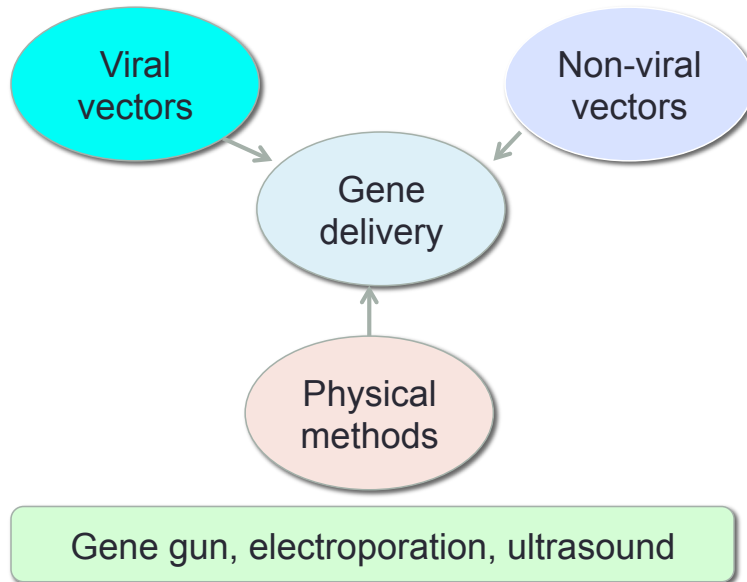 Viral
vectors
Non-viral
vectors
Gene
delivery
Physical
methods
Gene gun, electroporation, ultrasound